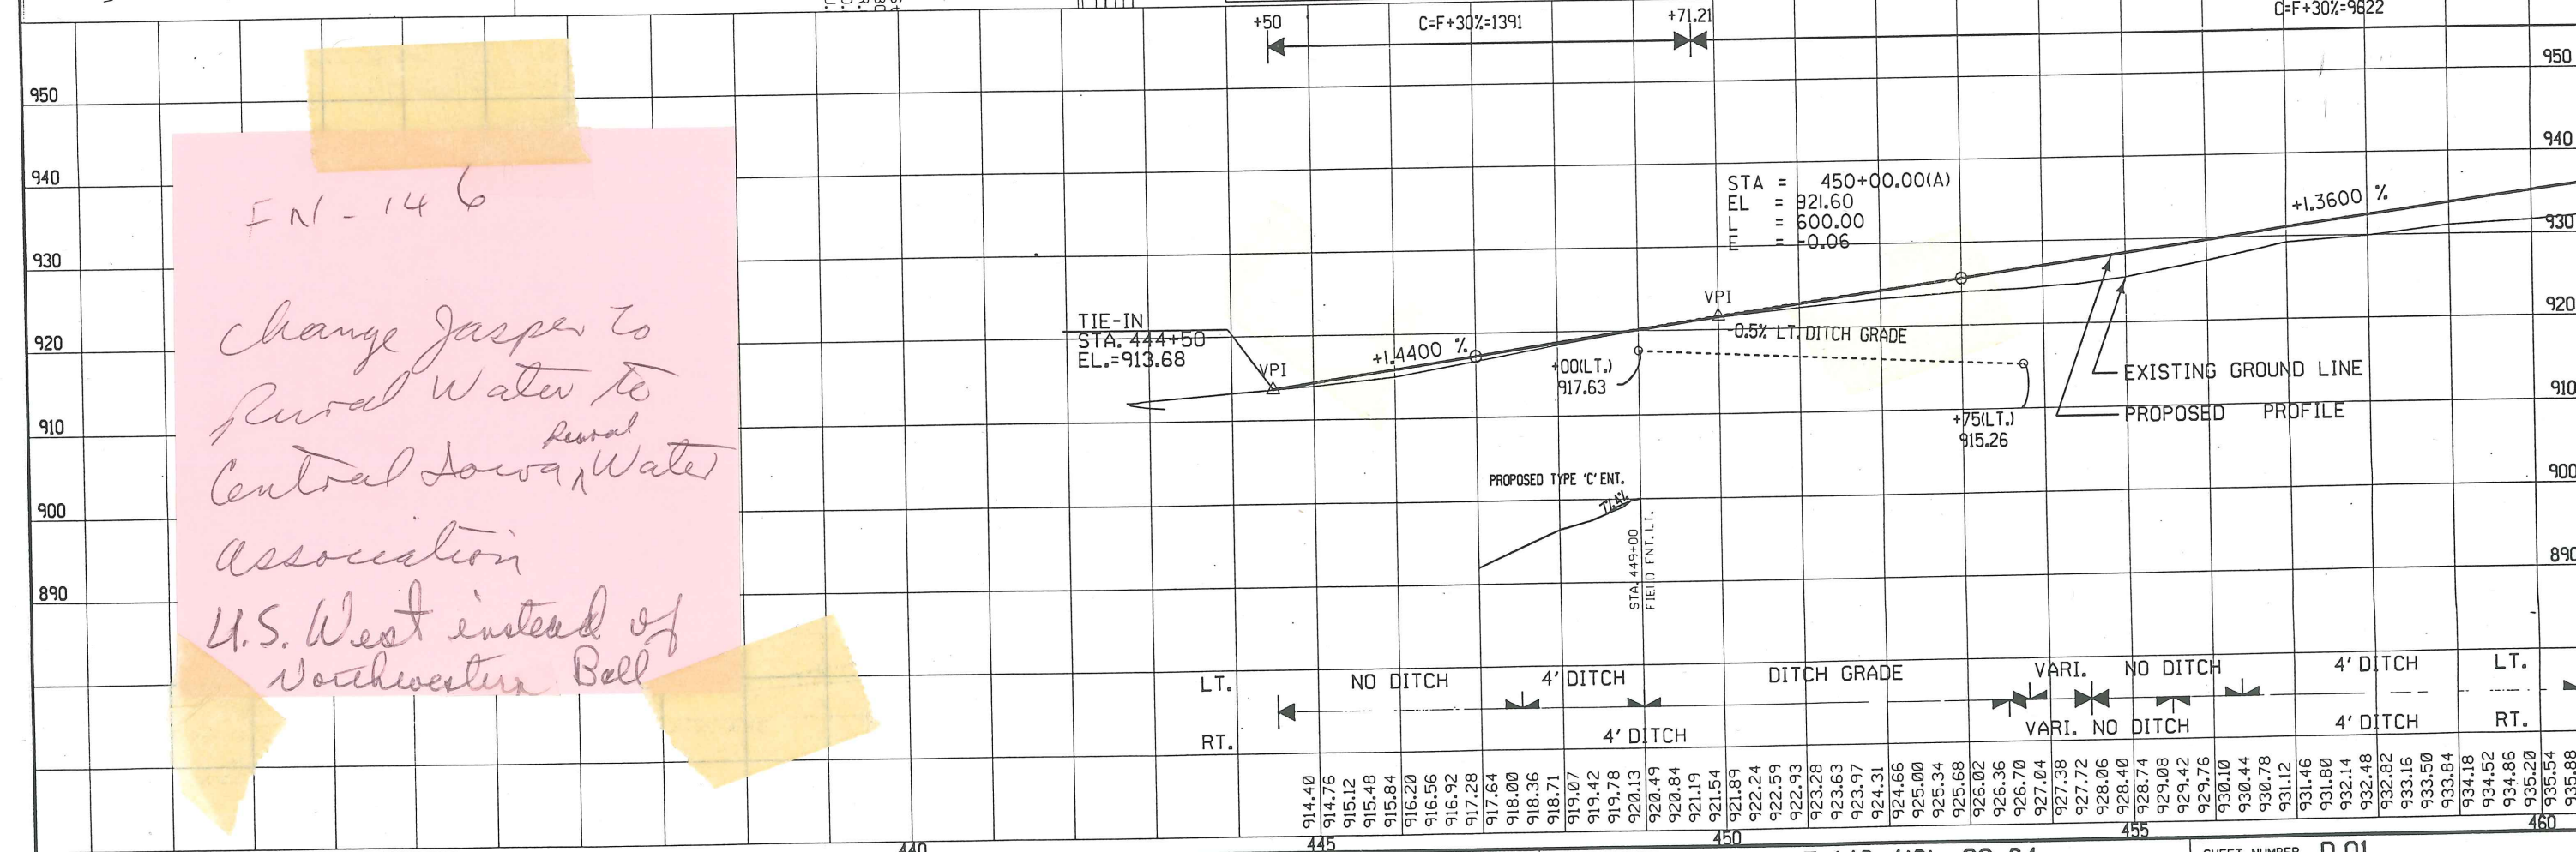 +50
C=F+30%=1391
+71.21
C=F+30%=9622
950
950
940
940
930
930
920
920
910
910
900
900
890
890
FN-146
Change Jasper to
Rural Water to
Central Iowa Rural Water
Association
U.S. West instead of
Northwestern Bell
STA = 450+00.00(A)
EL = 921.60
L = 600.00
E = -0.06
+1.3600 %
TIE-IN
STA. 444+50
EL.=913.68
VPI
+1.4400 %
VPI
-0.5% LT. DITCH GRADE
+00(LT.)
917.63
EXISTING GROUND LINE
PROPOSED PROFILE
+75(LT.)
915.26
PROPOSED TYPE 'C' ENT.
STA. 449+00
FIELD ENT. LT.
LT.
NO DITCH
4' DITCH
DITCH GRADE
VARI.
NO DITCH
4' DITCH
LT.
RT.
4' DITCH
VARI. NO DITCH
4' DITCH
RT.
914.40
914.76
915.12
915.48
915.84
916.20
916.56
916.92
917.28
917.64
918.00
918.36
918.71
919.07
919.42
919.78
920.13
920.49
920.84
921.19
921.54
921.89
922.24
922.59
922.93
923.28
923.63
923.97
924.31
924.66
925.00
925.34
925.68
926.02
926.36
926.70
927.04
927.38
927.72
928.06
928.40
928.74
929.08
929.42
929.76
930.10
930.44
930.78
931.12
931.46
931.80
932.14
932.48
932.82
933.16
933.50
933.84
934.18
934.52
934.86
935.20
935.54
935.88
440
445
450
455
460
SHEET NUMBER D.01